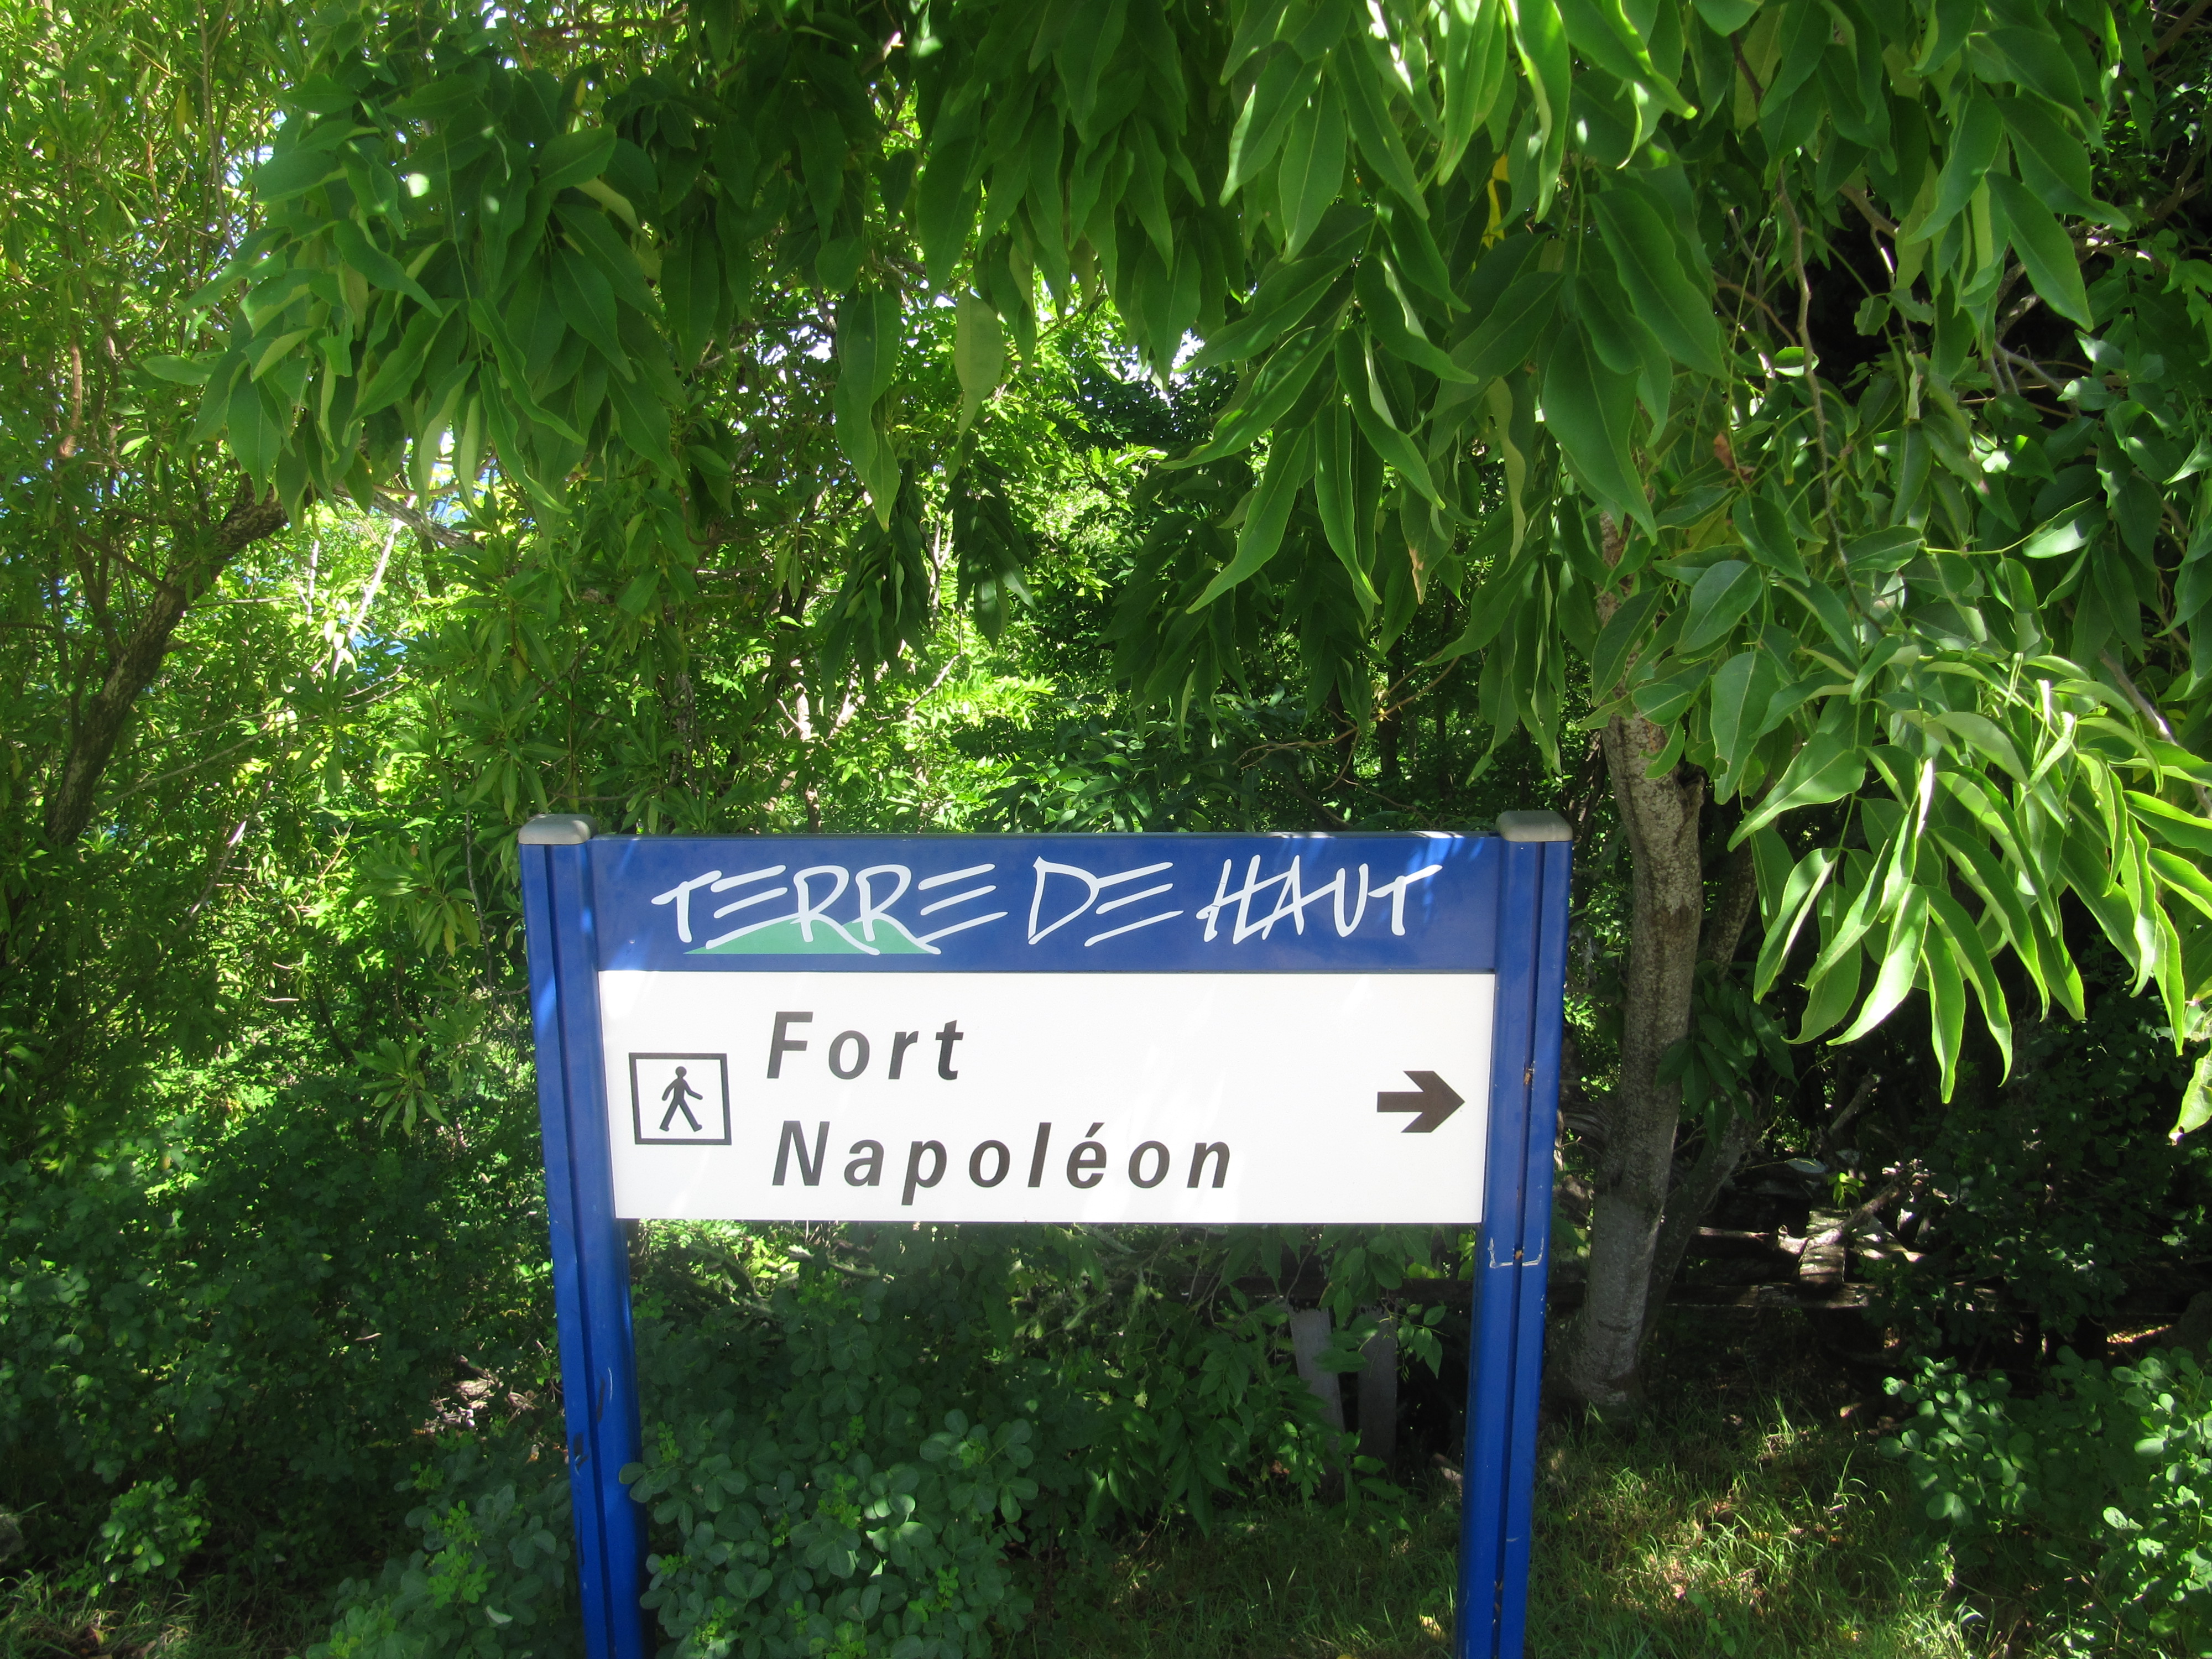 TERRE DE HAUT
Fort
Napoléon